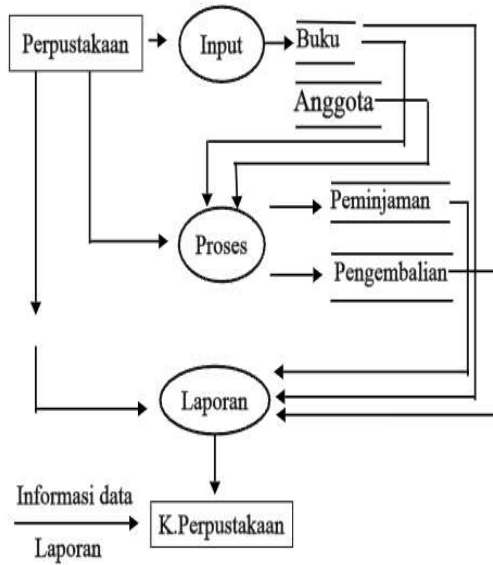 Perpustakaan
Input
Buku
Anggota
Peminjaman
Proses
Pengembalian
Laporan
Informasi data
Laporan
K.Perpustakaan